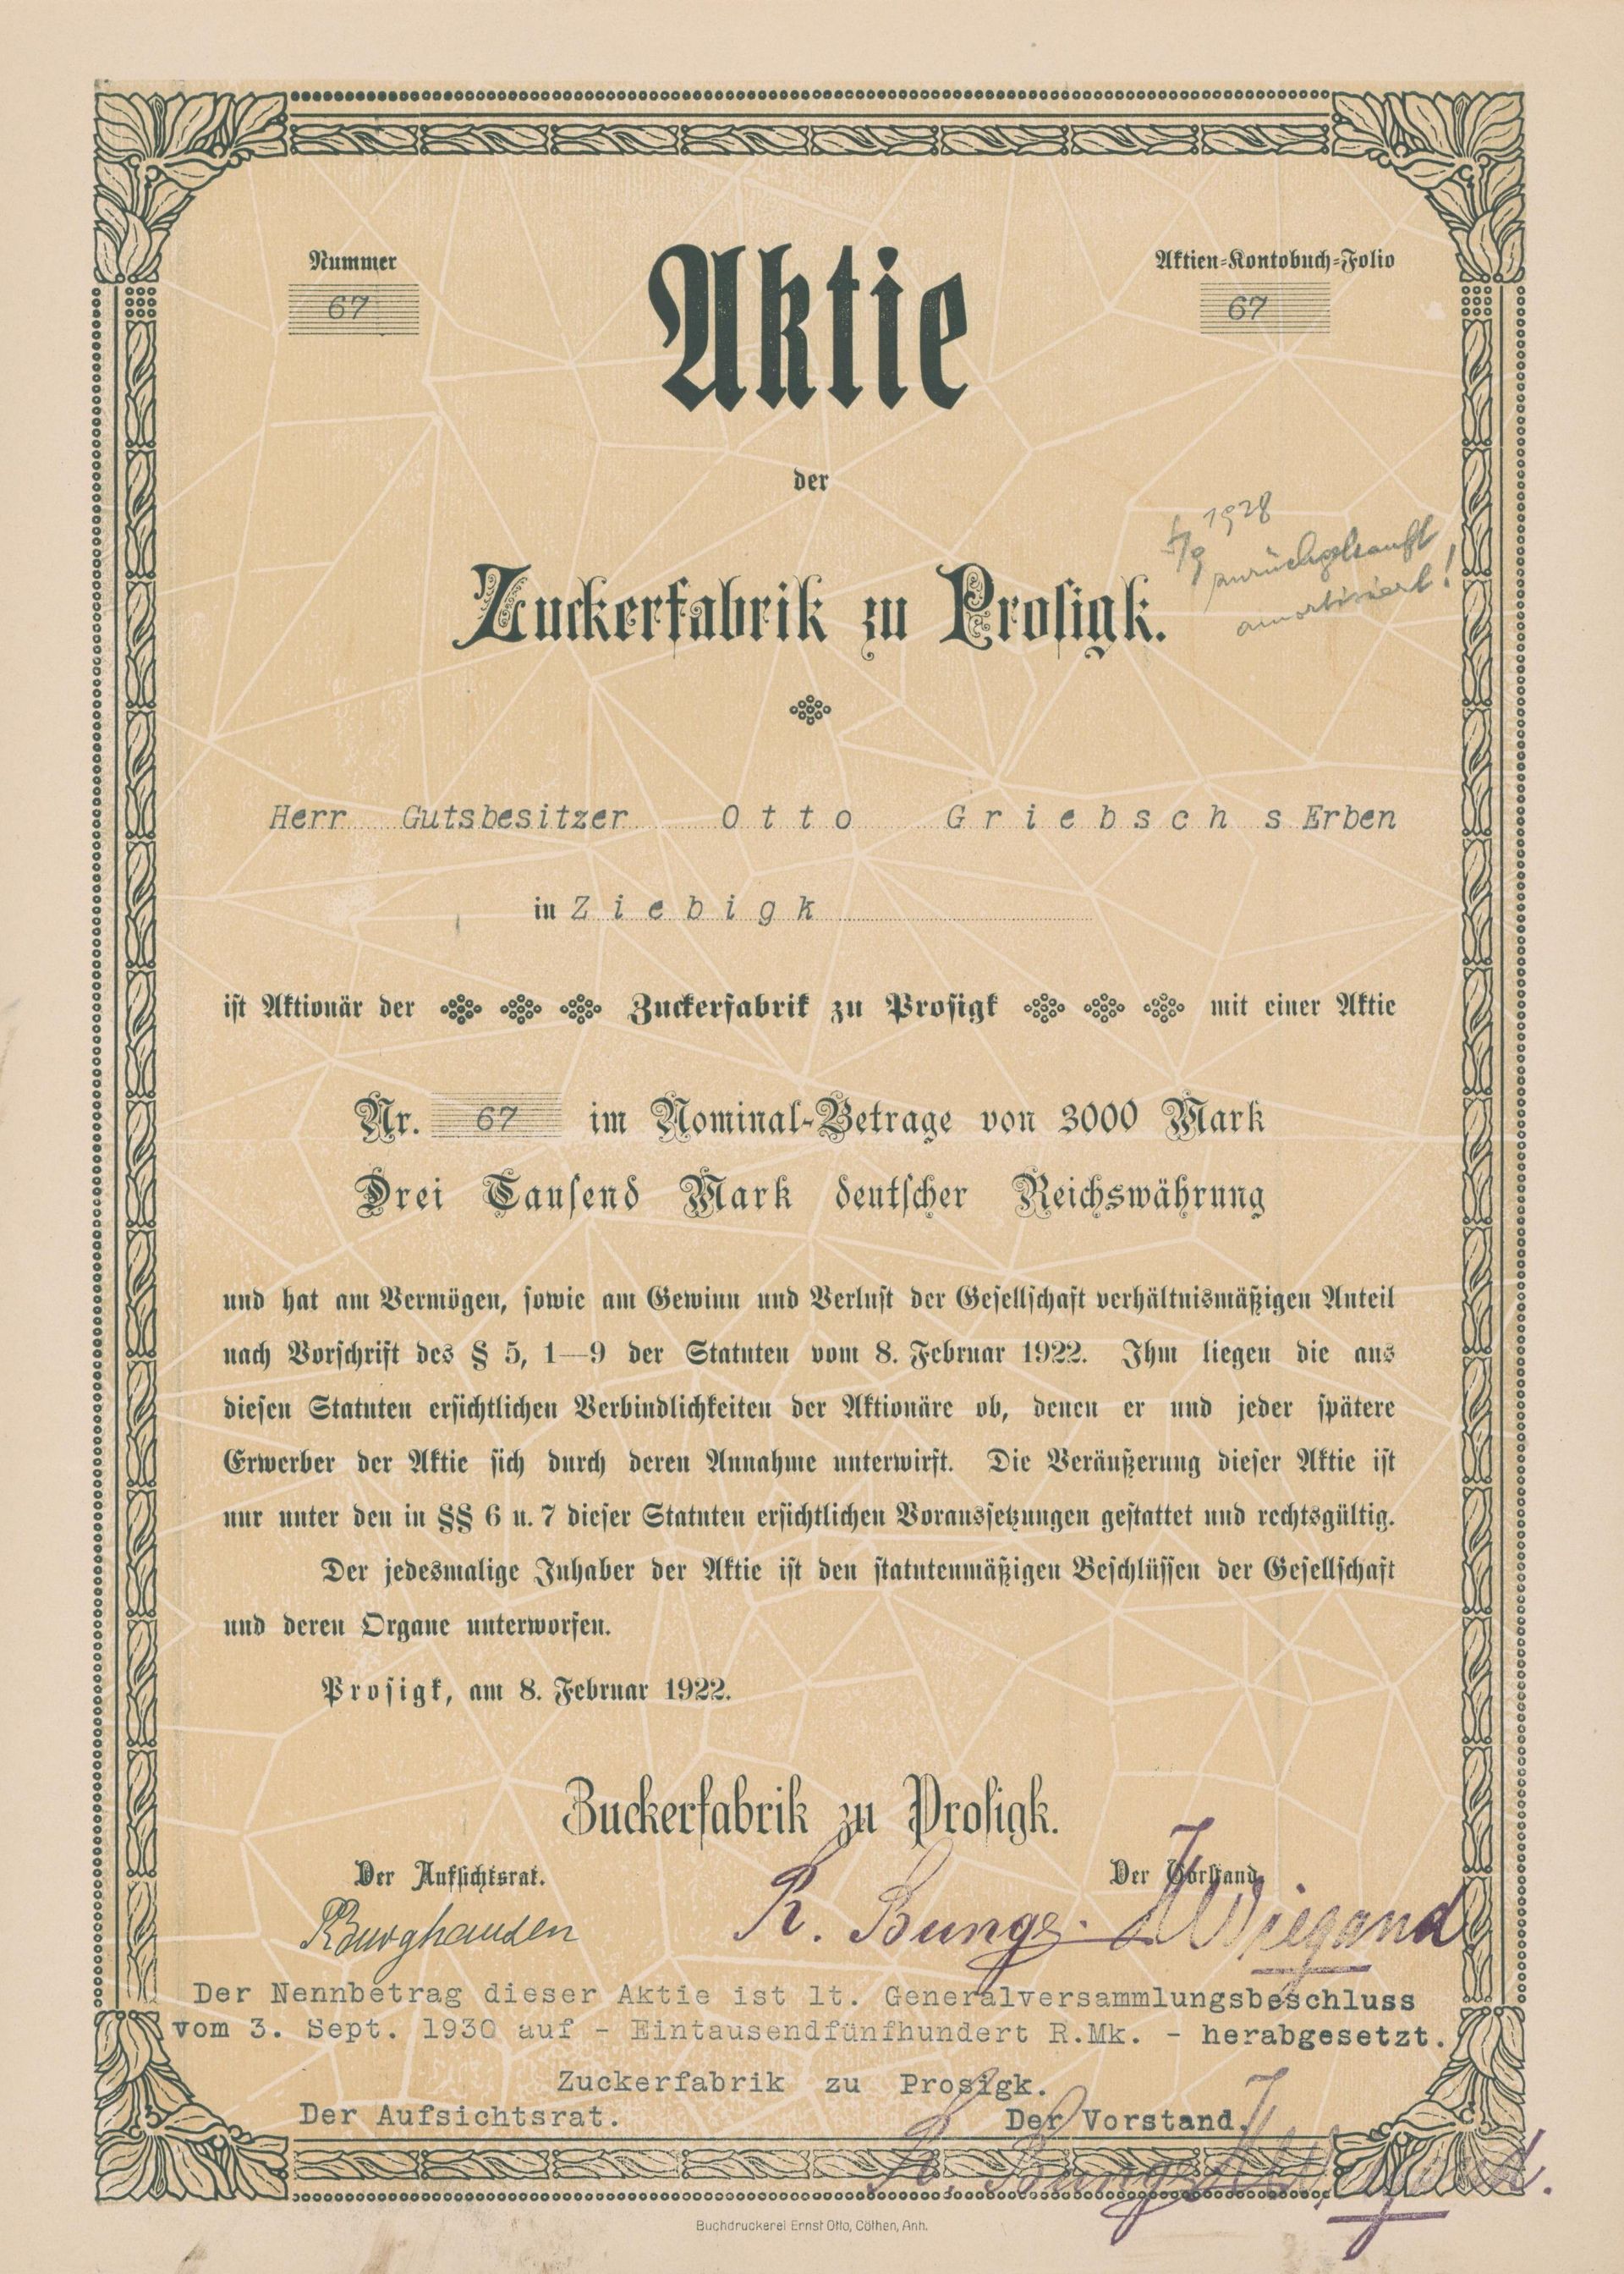 Nummer
67
Aktien-Kontobuch-Folio
67
Aktie
der
1928
zurückgekauft
amortisiert!
Zuckerfabrik zu Prosigk.
Herr Gutsbesitzer Otto Griebschs Erben
in Ziebigk
ist Aktionär der Zuckerfabrik zu Prosigk mit einer Aktie
Nr. 67 im Nominal-Betrage von 3000 Mark
Drei Tausend Mark deutscher Reichswährung
und hat am Vermögen, sowie am Gewinn und Verlust der Gesellschaft verhältnismäßigen Anteil
nach Vorschrift des § 5, 1—9 der Statuten vom 8. Februar 1922. Ihm liegen die aus
diesen Statuten ersichtlichen Verbindlichkeiten der Aktionäre ob, denen er und jeder spätere
Erwerber der Aktie sich durch deren Annahme unterwirft. Die Veräußerung dieser Aktie ist
nur unter den in §§ 6 u. 7 dieser Statuten ersichtlichen Voraussetzungen gestattet und rechtsgültig.
Der jedesmalige Inhaber der Aktie ist den statutenmäßigen Beschlüssen der Gesellschaft
und deren Organe unterworfen.
Prosigk, am 8. Februar 1922.
Zuckerfabrik zu Prosigk.
Der Aufsichtsrat.
Der Vorstand.
RBurghausen
R. Bunge. Wiegand
Der Nennbetrag dieser Aktie ist lt. Generalversammlungsbeschluss
vom 3. Sept. 1930 auf - Eintausendfünfhundert R.Mk. - herabgesetzt.
Zuckerfabrik zu Prosigk.
Der Aufsichtsrat.
Der Vorstand.
R. Bunge Wiegand.
Buchdruckerei Ernst Otto, Cöthen, Anh.